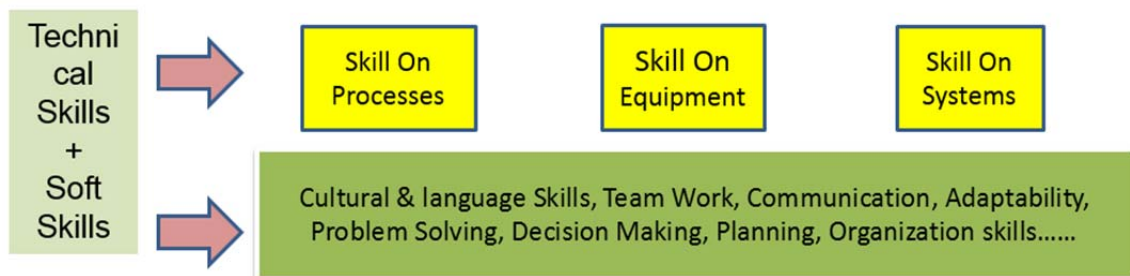 Techni
cal
Skills
+
Soft
Skills
Skill On
Processes
Skill On
Equipment
Skill On
Systems
Cultural & language Skills, Team Work, Communication, Adaptability,
Problem Solving, Decision Making, Planning, Organization skills......